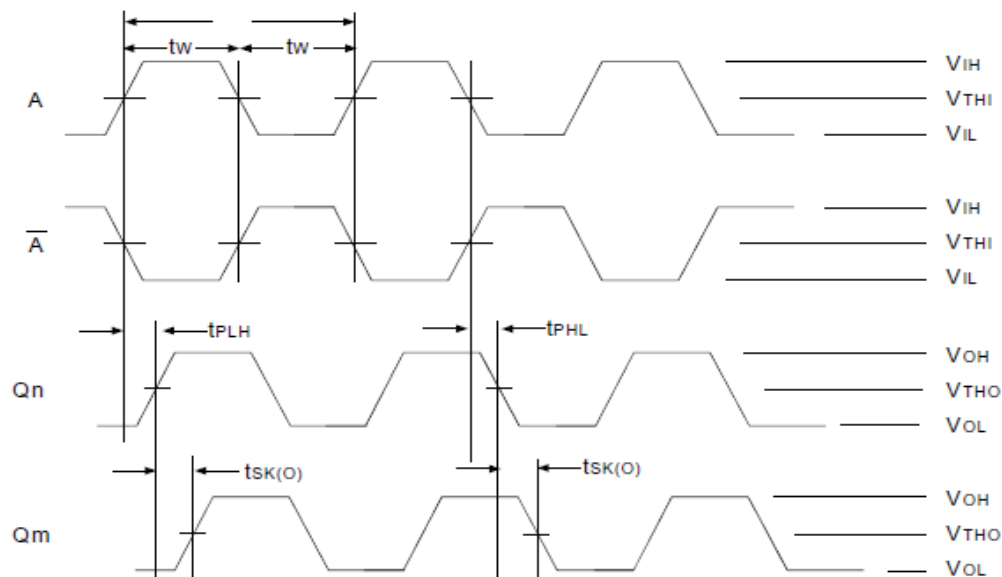 tW tW
VIH
A VTHI
VIL
VIH
A VTHI
VIL
tPLH tPHL
VOH
Qn VTHO
VOL
tSK(O) tSK(O)
VOH
Qm VTHO
VOL